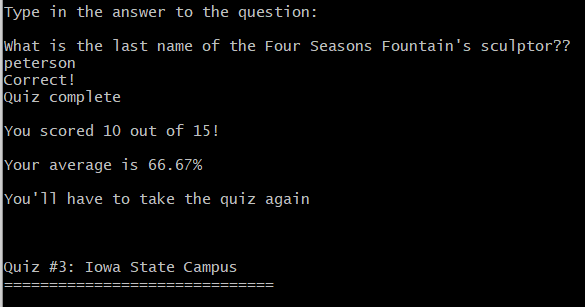 Type in the answer to the question:
What is the last name of the Four Seasons Fountain's sculptor??
peterson
Correct!
Quiz complete
You scored 10 out of 15!
Your average is 66.67%
You'll have to take the quiz again
Quiz #3: Iowa State Campus
==============================